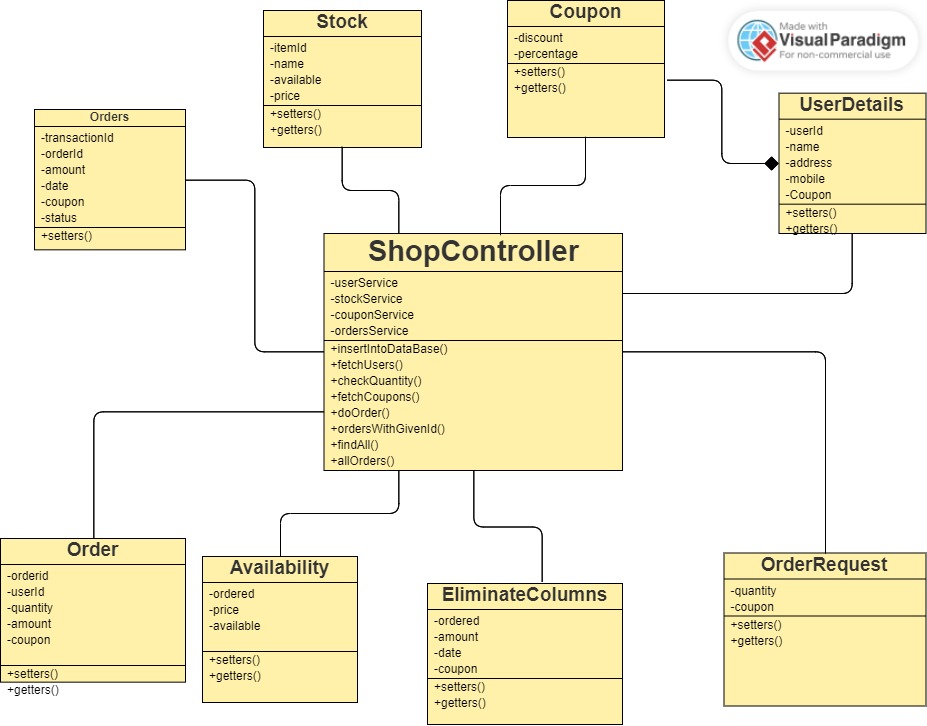 Stock
-itemId
-name
-available
-price
+setters()
+getters()
Coupon
-discount
-percentage
+setters()
+getters()
Made with
VisualParadigm
For non-commercial use
UserDetails
-userId
-name
-address
-mobile
-Coupon
+setters()
+getters()
Orders
-transactionId
-orderId
-amount
-date
-coupon
-status
+setters()
ShopController
-userService
-stockService
-couponService
-ordersService
+insertIntoDataBase()
+fetchUsers()
+checkQuantity()
+fetchCoupons()
+doOrder()
+ordersWithGivenId()
+findAll()
+allOrders()
Order
-orderid
-userId
-quantity
-amount
-coupon
+setters()
+getters()
Availability
-ordered
-price
-available
+setters()
+getters()
EliminateColumns
-ordered
-amount
-date
-coupon
+setters()
+getters()
OrderRequest
-quantity
-coupon
+setters()
+getters()